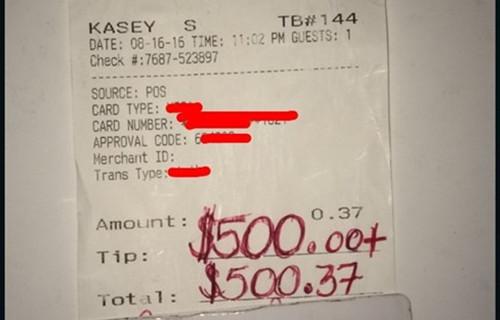 KASEY S TB#144
DATE: 08-16-16 TIME: 11:02 PM GUESTS: 1
Check #:7687-523897
SOURCE: POS
CARD TYPE:
CARD NUMBER:
APPROVAL CODE: 6
Merchant ID:
Trans Type:
Amount: 0.37
Tip: $500.00+
Total: $500.37